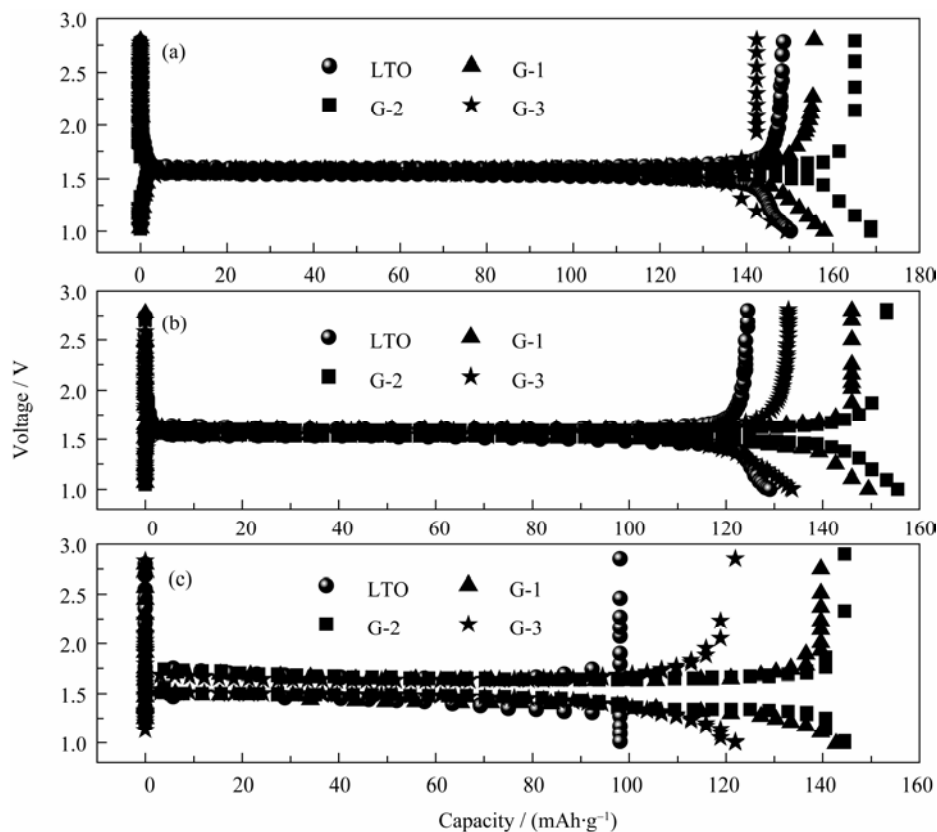 3.0
(a)
LTO G-1
2.5
G-2 G-3
2.0
1.5
1.0
0 20 40 60 80 100 120 140 160 180
3.0
(b)
LTO G-1
2.5
G-2 G-3
2.0
1.5
1.0
0 20 40 60 80 100 120 140 160
Voltage / V
3.0
(c)
LTO G-1
2.5
G-2 G-3
2.0
1.5
1.0
0 20 40 60 80 100 120 140 160
Capacity / (mAh·g⁻¹)